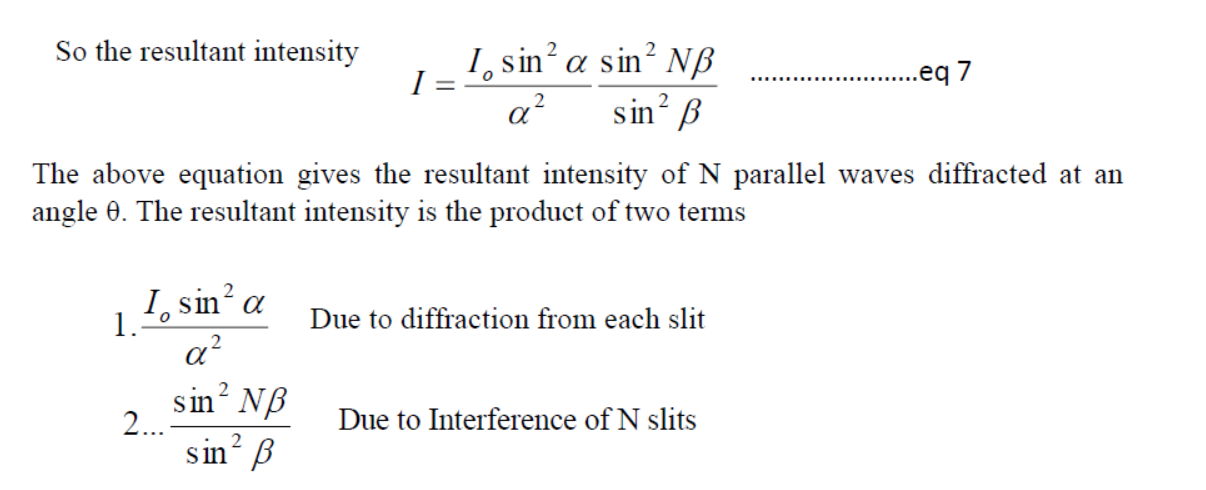 So the resultant intensity I = I₀ sin² α / α² sin² Nβ / sin² β ..........................eq 7
The above equation gives the resultant intensity of N parallel waves diffracted at an
angle θ. The resultant intensity is the product of two terms
1. I₀ sin² α / α² Due to diffraction from each slit
2... sin² Nβ / sin² β Due to Interference of N slits